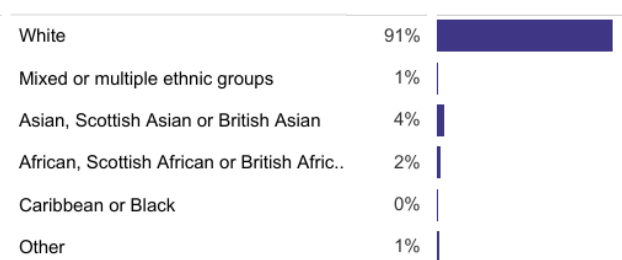 White 91%
Mixed or multiple ethnic groups 1%
Asian, Scottish Asian or British Asian 4%
African, Scottish African or British Afric.. 2%
Caribbean or Black 0%
Other 1%